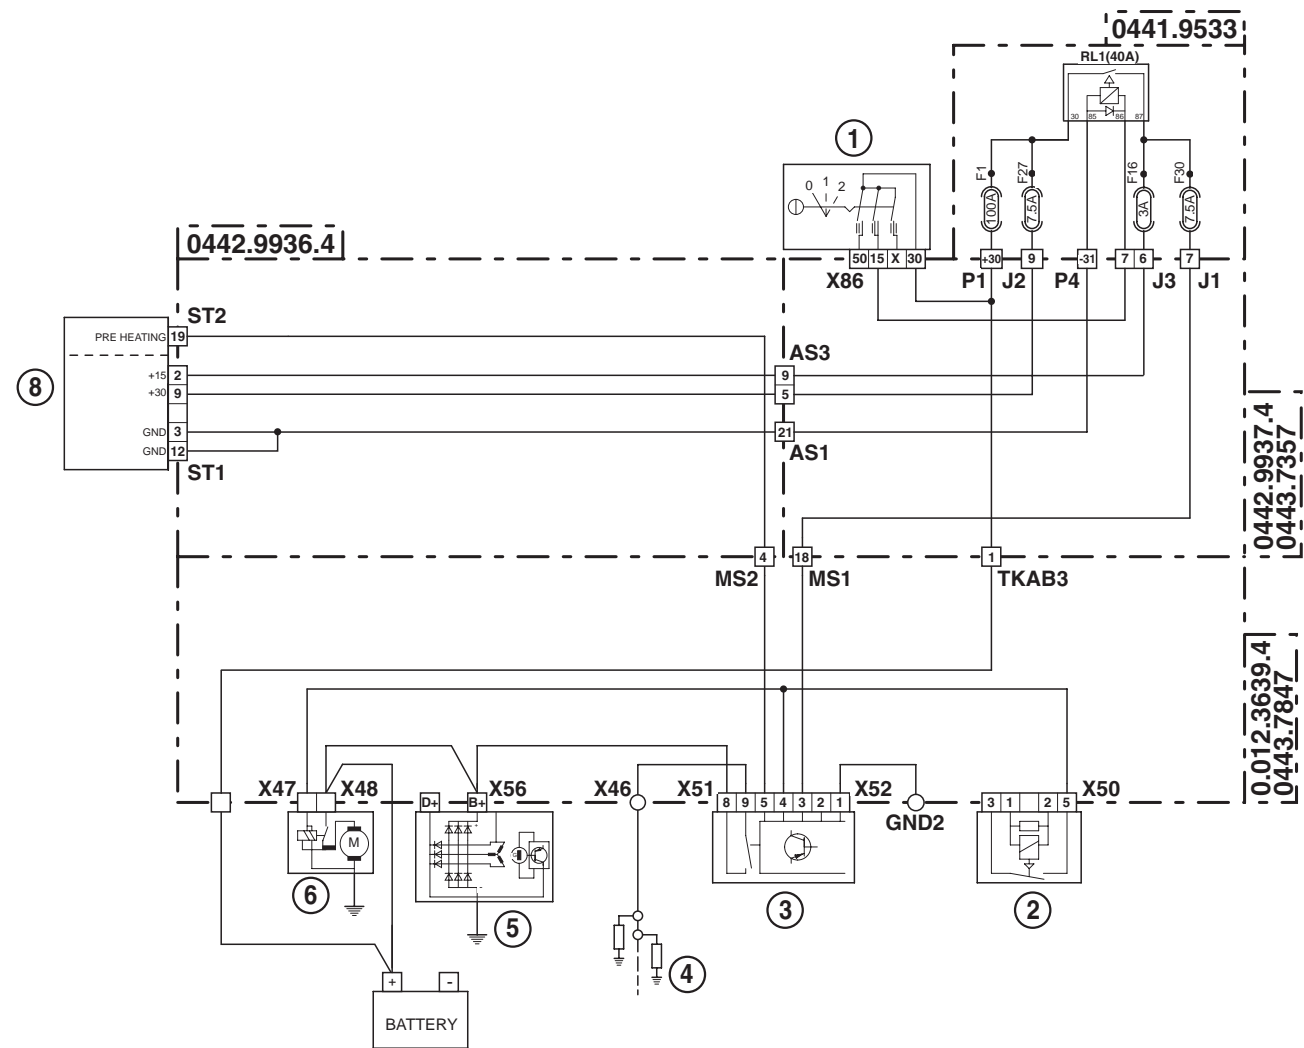 0441.9533
RL1(40A)
30 85 86 87
1
F1 F27 F16 F30
0 1 2
100A 7.5A 3A 7.5A
0442.9936.4
50 15 X 30 +30 9 -31 7 6 7
X86 P1 J2 P4 J3 J1
ST2
PRE HEATING 19
AS3
8
+15 2 9
+30 9 5
GND 3 21
GND 12 AS1
ST1
0442.9937.4
0443.7357
4 18 1
MS2 MS1 TKAB3
0.012.3639.4
0443.7847
X47 X48 X56 X46 X51 X52 X50
D+ B+ 8 9 5 4 3 2 1 3 1 2 5
GND2
M
G
6 5 3 2
4
+ -
BATTERY